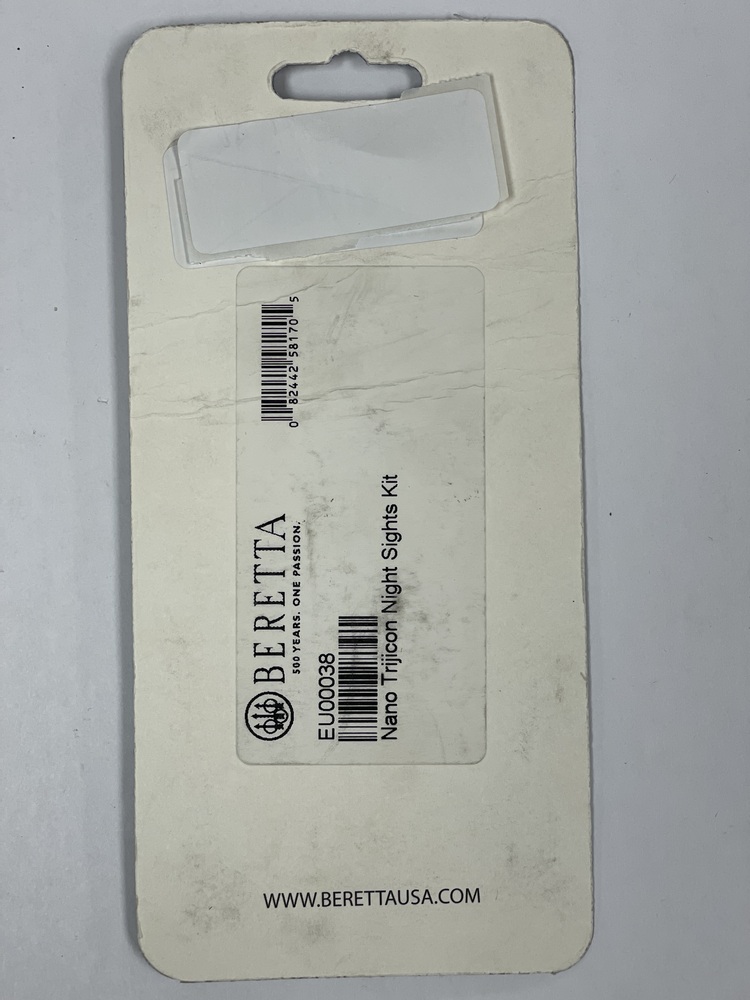 BERETTA
500 YEARS. ONE PASSION.
0 82442 58170 5
EU00038
Nano Trijicon Night Sights Kit
WWW.BERETTAUSA.COM